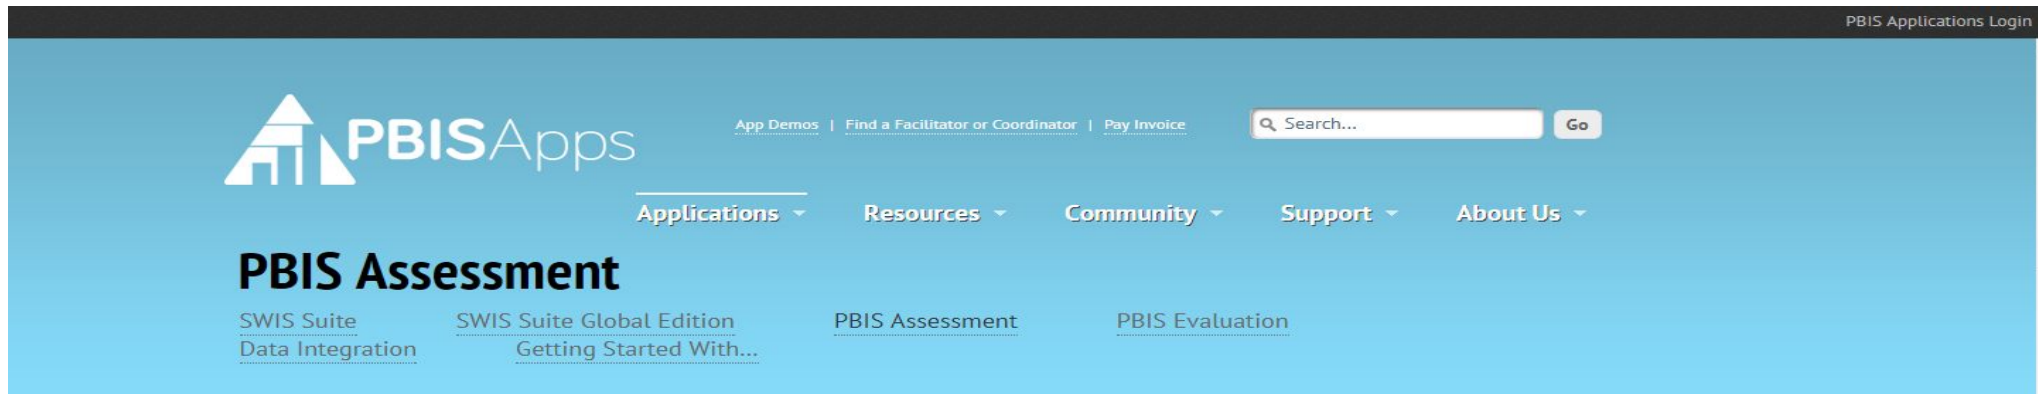 PBIS Applications Login
PBISApps
App Demos | Find a Facilitator or Coordinator | Pay Invoice
Search...
Go
Applications Resources Community Support About Us
PBIS Assessment
SWIS Suite SWIS Suite Global Edition PBIS Assessment PBIS Evaluation
Data Integration Getting Started With...